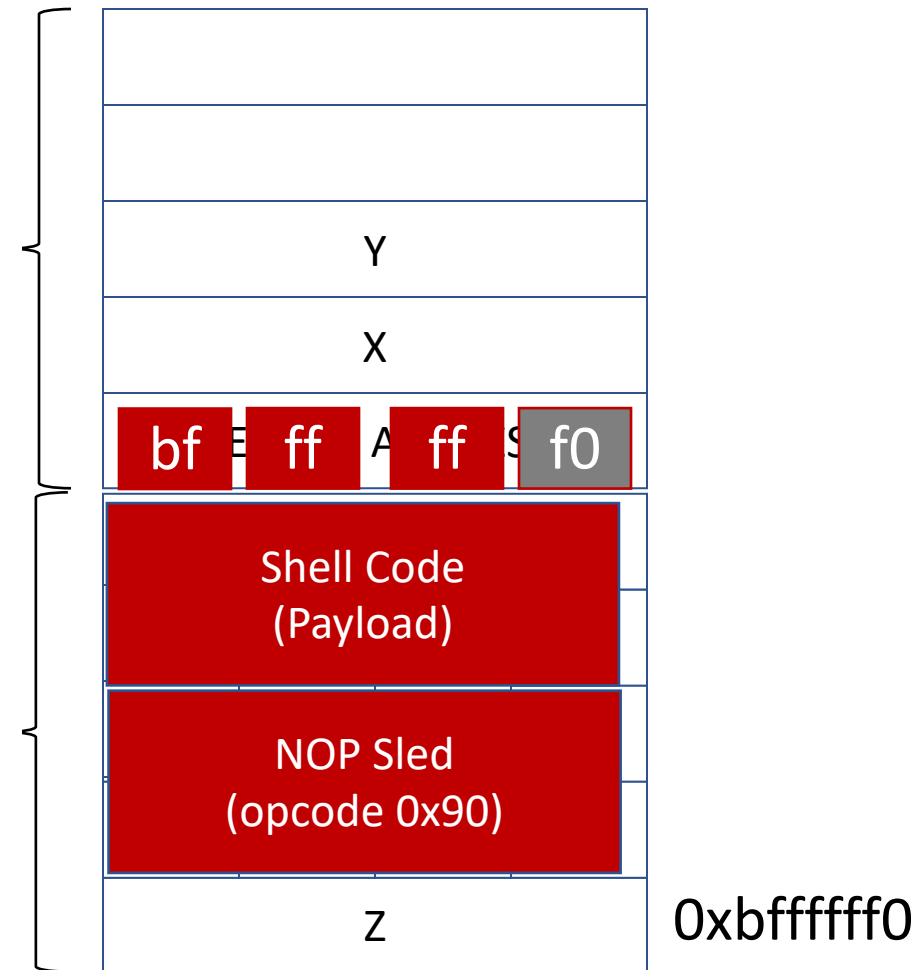 Y
X
bf ff ff f0
Shell Code
(Payload)
NOP Sled
(opcode 0x90)
Z 0xbffffff0